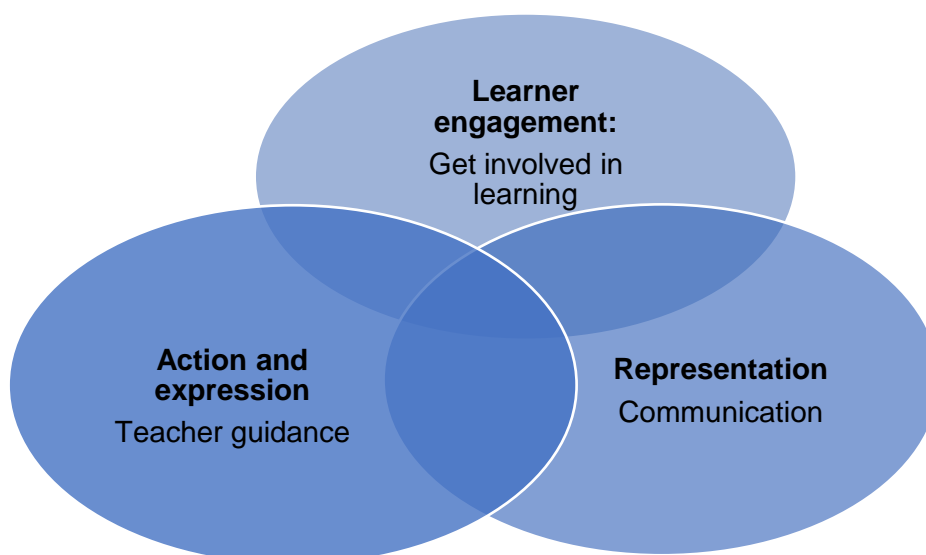 Learner
engagement:
Get involved in
learning
Action and
expression
Teacher guidance
Representation
Communication